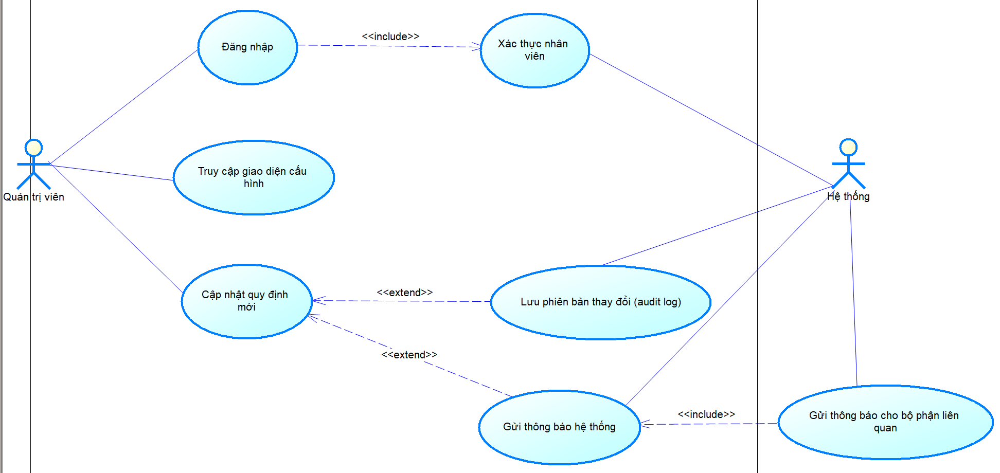 Đăng nhập
<<include>>
Xác thực nhân
viên
Quản trị viên
Truy cập giao diện cấu
hình
Hệ thống
Cập nhật quy định
mới
<<extend>>
Lưu phiên bản thay đổi (audit log)
<<extend>>
Gửi thông báo hệ thống
<<include>>
Gửi thông báo cho bộ phận liên
quan